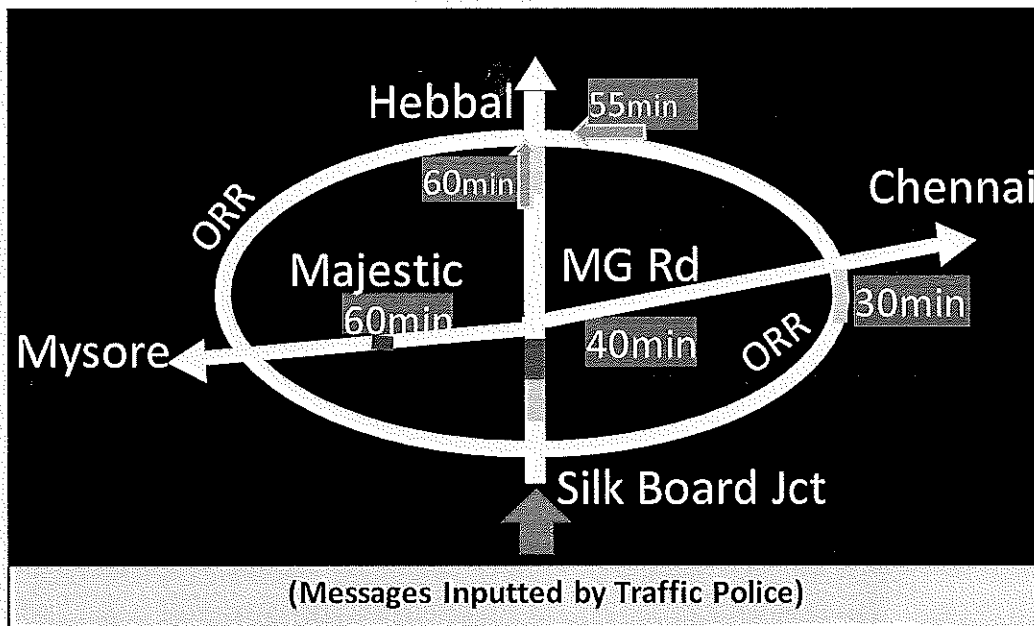 Hebbal
55min
60min
Chennai
ORR
Majestic
MG Rd
60min
30min
Mysore
40min
ORR
Silk Board Jct
(Messages Inputted by Traffic Police)